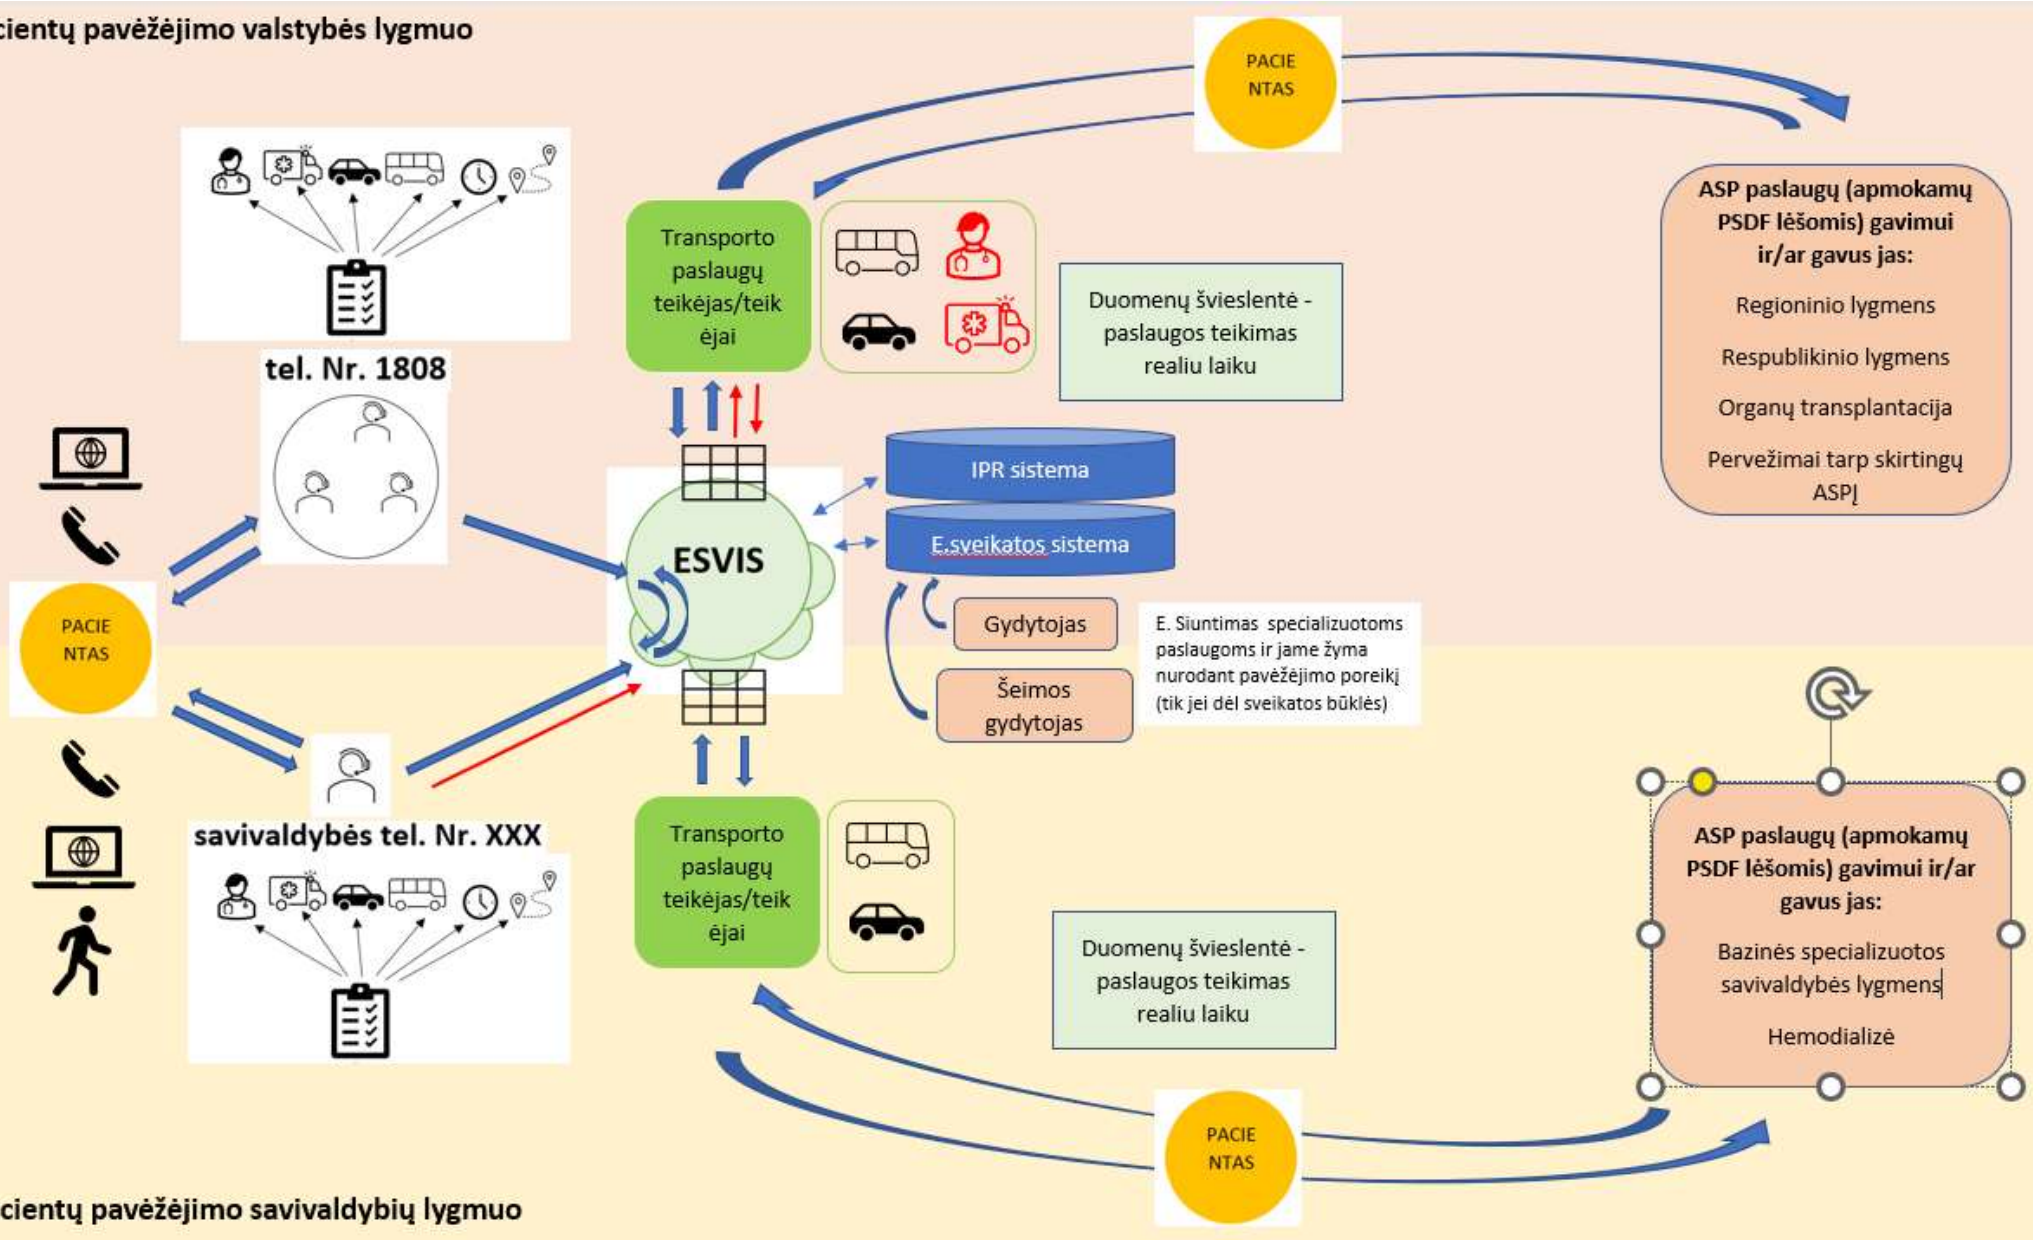 cientų pavėžėjimo valstybės lygmuo
PACIE
NTAS
ASP paslaugų (apmokamų
PSDF lėšomis) gavimui
ir/ar gavus jas:
Regioninio lygmens
Respublikinio lygmens
Organų transplantacija
Pervežimai tarp skirtingų
ASPĮ
Transporto
paslaugų
teikėjas/teik
ėjai
Duomenų švieslentė -
paslaugos teikimas
realiu laiku
tel. Nr. 1808
IPR sistema
E.sveikatos sistema
ESVIS
Gydytojas
Šeimos
gydytojas
E. Siuntimas specializuotoms
paslaugoms ir jame žyma
nurodant pavėžėjimo poreikį
(tik jei dėl sveikatos būklės)
PACIE
NTAS
savivaldybės tel. Nr. XXX
Transporto
paslaugų
teikėjas/teik
ėjai
Duomenų švieslentė -
paslaugos teikimas
realiu laiku
ASP paslaugų (apmokamų
PSDF lėšomis) gavimui ir/ar
gavus jas:
Bazinės specializuotos
savivaldybės lygmens
Hemodializė
PACIE
NTAS
cientų pavėžėjimo savivaldybių lygmuo